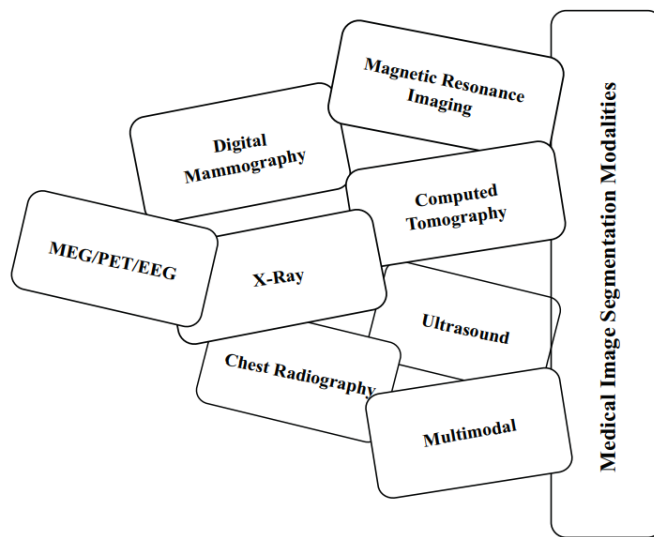 Magnetic Resonance
Imaging
Digital
Mammography
Computed
Tomography
MEG/PET/EEG
X-Ray
Ultrasound
Chest Radiography
Multimodal
Medical Image Segmentation Modalities